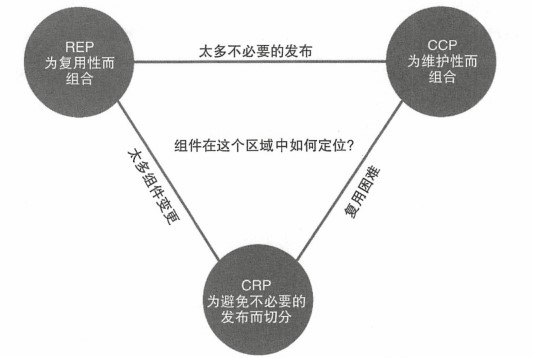 REP
为复用性而
组合
太多不必要的发布
CCP
为维护性而
组合
组件在这个区域中如何定位?
太多组件变更
复用困难
CRP
为避免不必要的
发布而切分